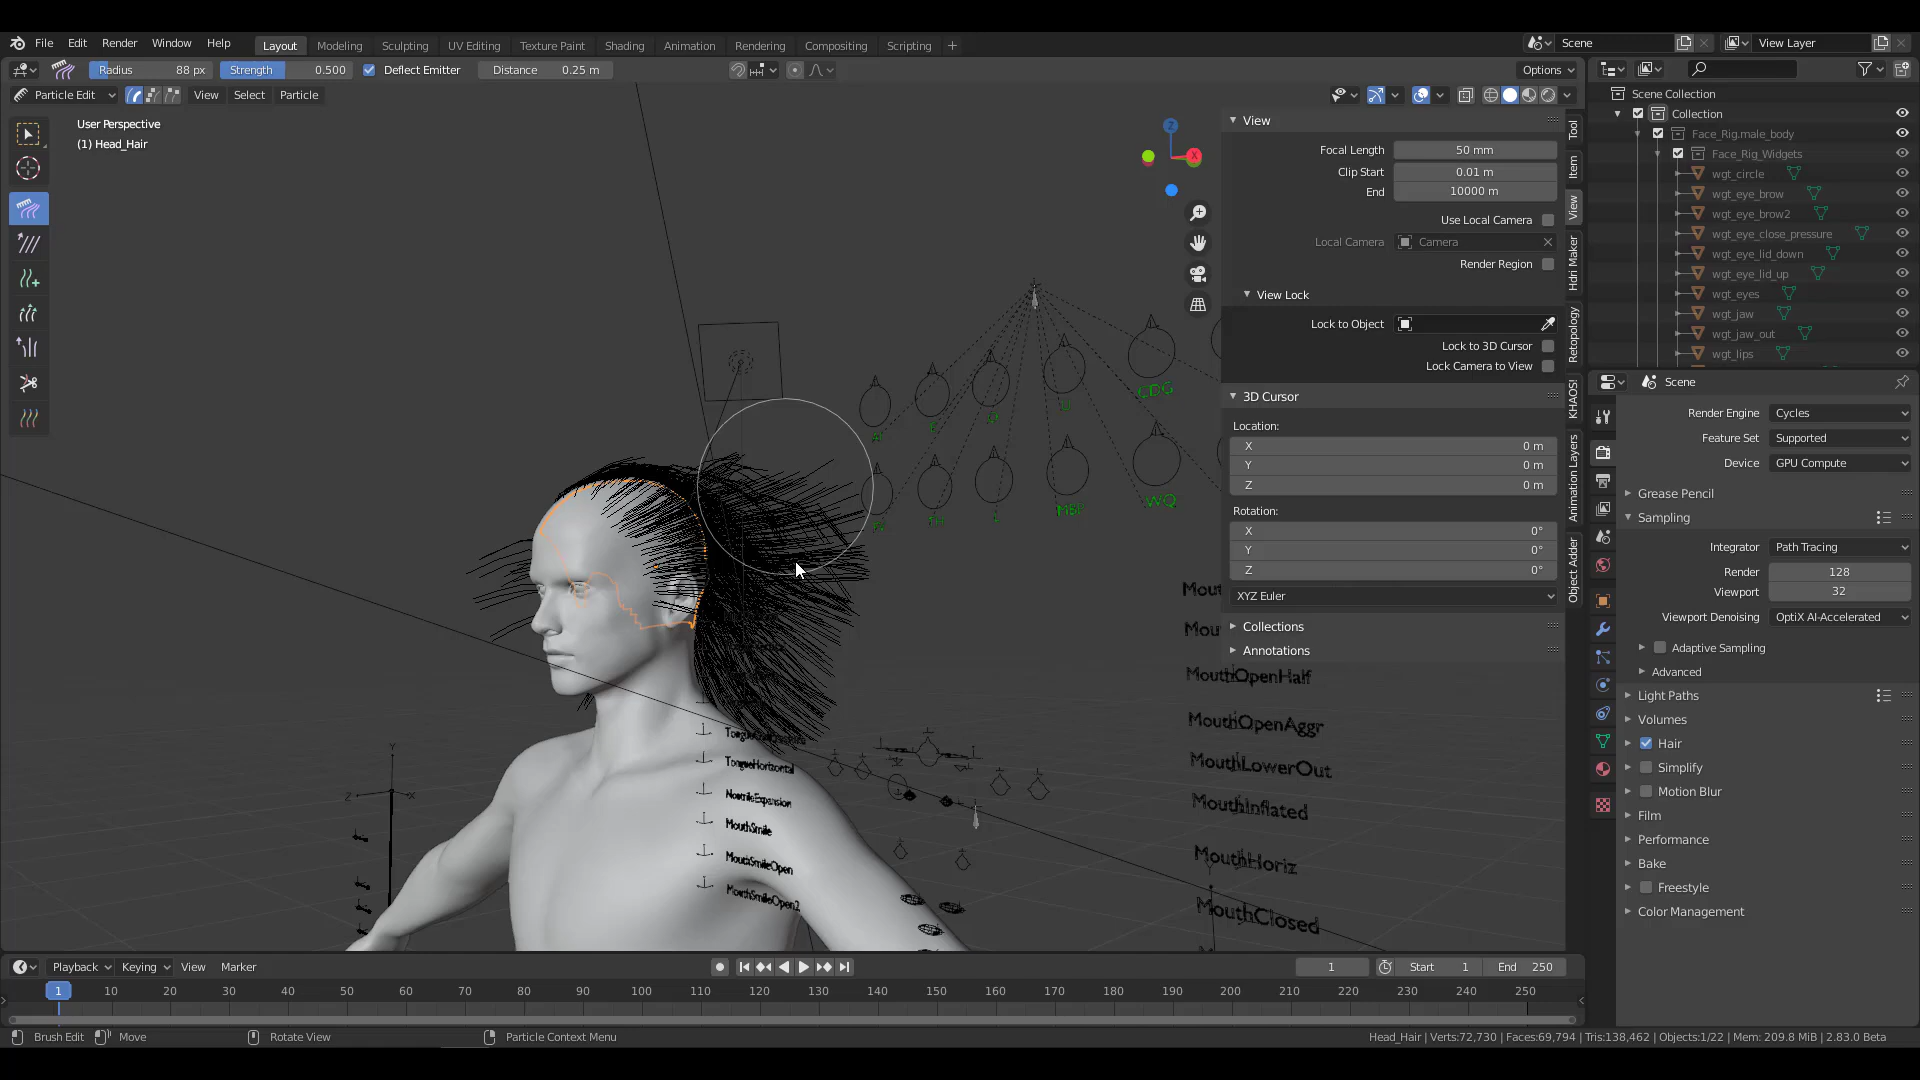 File Edit Render Window Help Layout Modeling Sculpting UV Editing Texture Paint Shading Animation Rendering Compositing Scripting + Scene View Layer
Radius 88 px Strength 0.500 Deflect Emitter Distance 0.25 m Options
Particle Edit View Select Particle
User Perspective
(1) Head_Hair
View
Focal Length 50 mm
Clip Start 0.01 m
End 10000 m
Use Local Camera
Local Camera Camera
Render Region
View Lock
Lock to Object
Lock to 3D Cursor
Lock Camera to View
3D Cursor
Location:
X 0 m
Y 0 m
Z 0 m
Rotation:
X 0°
Y 0°
Z 0°
XYZ Euler
Collections
Annotations
Tool
Item
View
Hdri Maker
Retopology
KHAOS!
Animation Layers
Object Adder
Z
X
CDG
U
O
WQ
MBP
L
MouthOpenHalf
MouthOpenAggr
MouthLowerOut
MouthInflated
MouthHoriz
MouthClosed
TongueHorizontal
NostrilExpansion
MouthSmile
MouthSmileOpen
MouthSmileOpen2
Y
Z X
Scene Collection
Collection
Face_Rig.male_body
Face_Rig_Widgets
wgt_circle
wgt_eye_brow
wgt_eye_brow2
wgt_eye_close_pressure
wgt_eye_lid_down
wgt_eye_lid_up
wgt_eyes
wgt_jaw
wgt_jaw_out
wgt_lips
Scene
Render Engine Cycles
Feature Set Supported
Device GPU Compute
Grease Pencil
Sampling
Integrator Path Tracing
Render 128
Viewport 32
Viewport Denoising OptiX AI-Accelerated
Adaptive Sampling
Advanced
Light Paths
Volumes
Hair
Simplify
Motion Blur
Film
Performance
Bake
Freestyle
Color Management
Playback Keying View Marker 1 Start 1 End 250
1 10 20 30 40 50 60 70 80 90 100 110 120 130 140 150 160 170 180 190 200 210 220 230 240 250
Brush Edit Move Rotate View Particle Context Menu Head_Hair | Verts:72,730 | Faces:69,794 | Tris:138,462 | Objects:1/22 | Mem: 209.8 MiB | 2.83.0 Beta